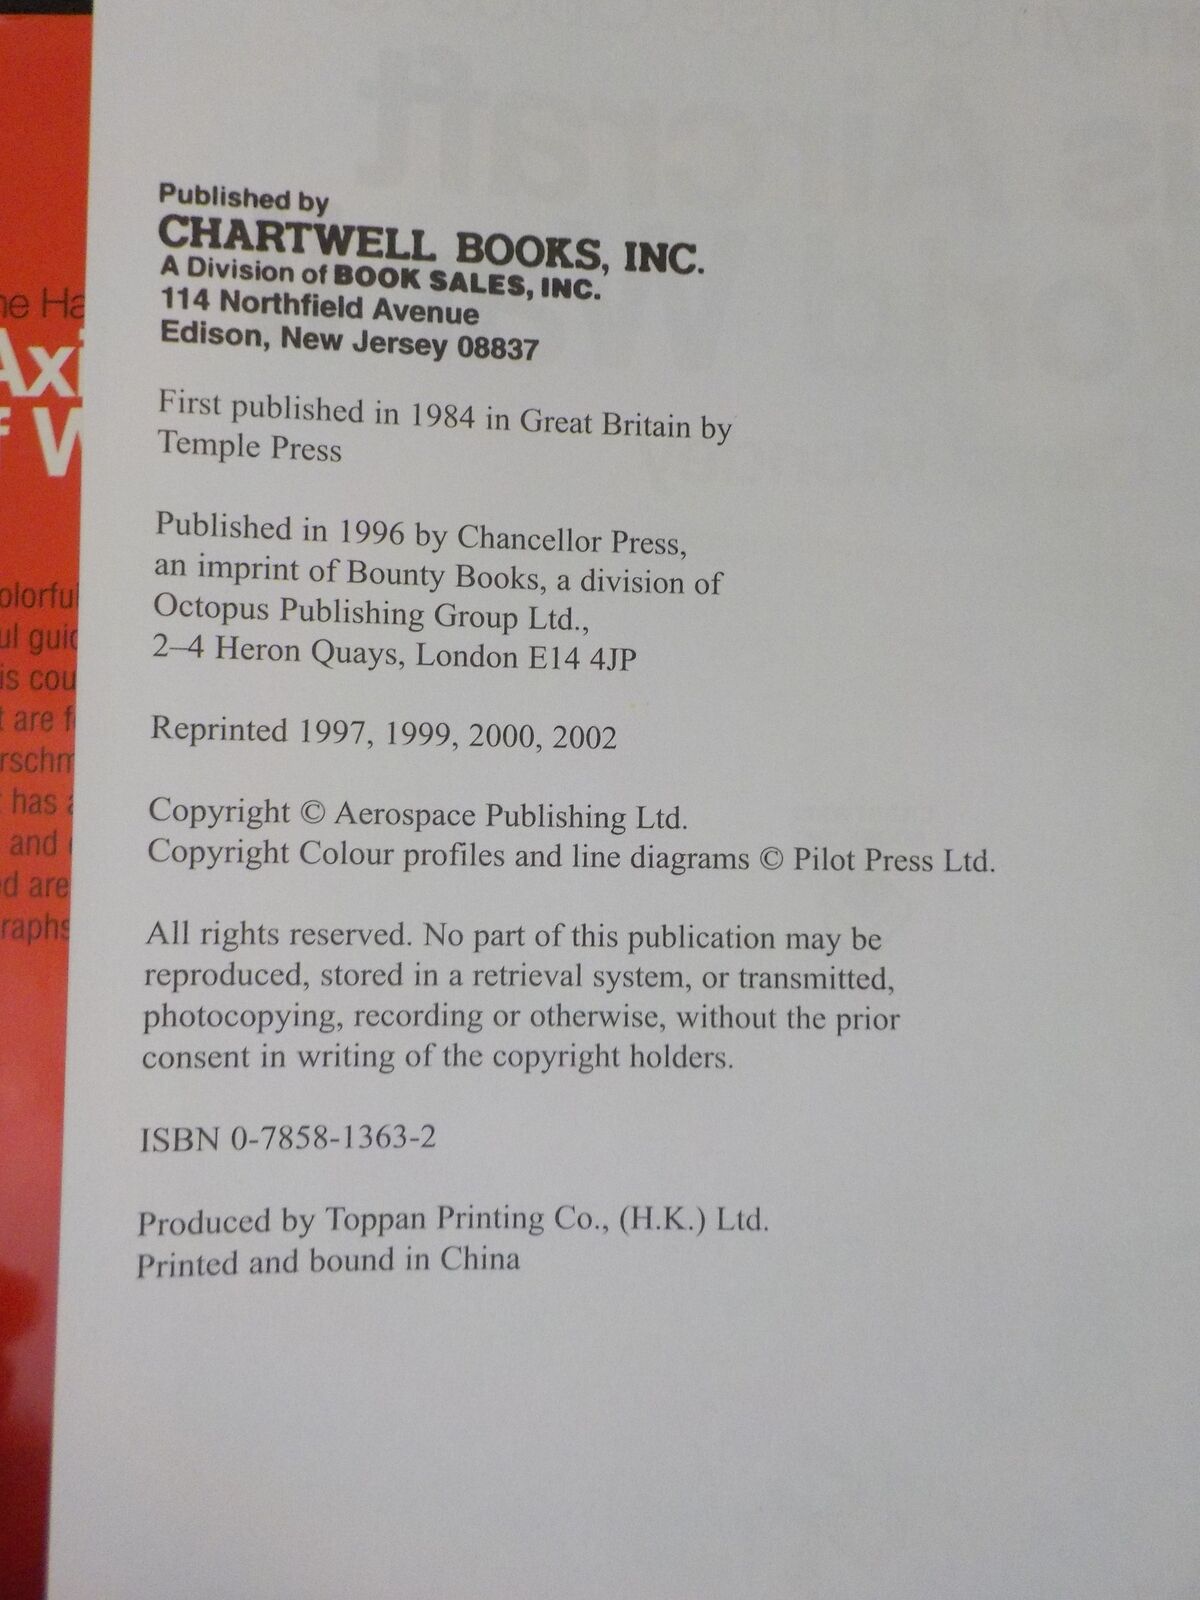 Published by
CHARTWELL BOOKS, INC.
A Division of BOOK SALES, INC.
114 Northfield Avenue
Edison, New Jersey 08837
First published in 1984 in Great Britain by
Temple Press
Published in 1996 by Chancellor Press,
an imprint of Bounty Books, a division of
Octopus Publishing Group Ltd.,
2–4 Heron Quays, London E14 4JP
Reprinted 1997, 1999, 2000, 2002
Copyright © Aerospace Publishing Ltd.
Copyright Colour profiles and line diagrams © Pilot Press Ltd.
All rights reserved. No part of this publication may be
reproduced, stored in a retrieval system, or transmitted,
photocopying, recording or otherwise, without the prior
consent in writing of the copyright holders.
ISBN 0-7858-1363-2
Produced by Toppan Printing Co., (H.K.) Ltd.
Printed and bound in China
has
and
are